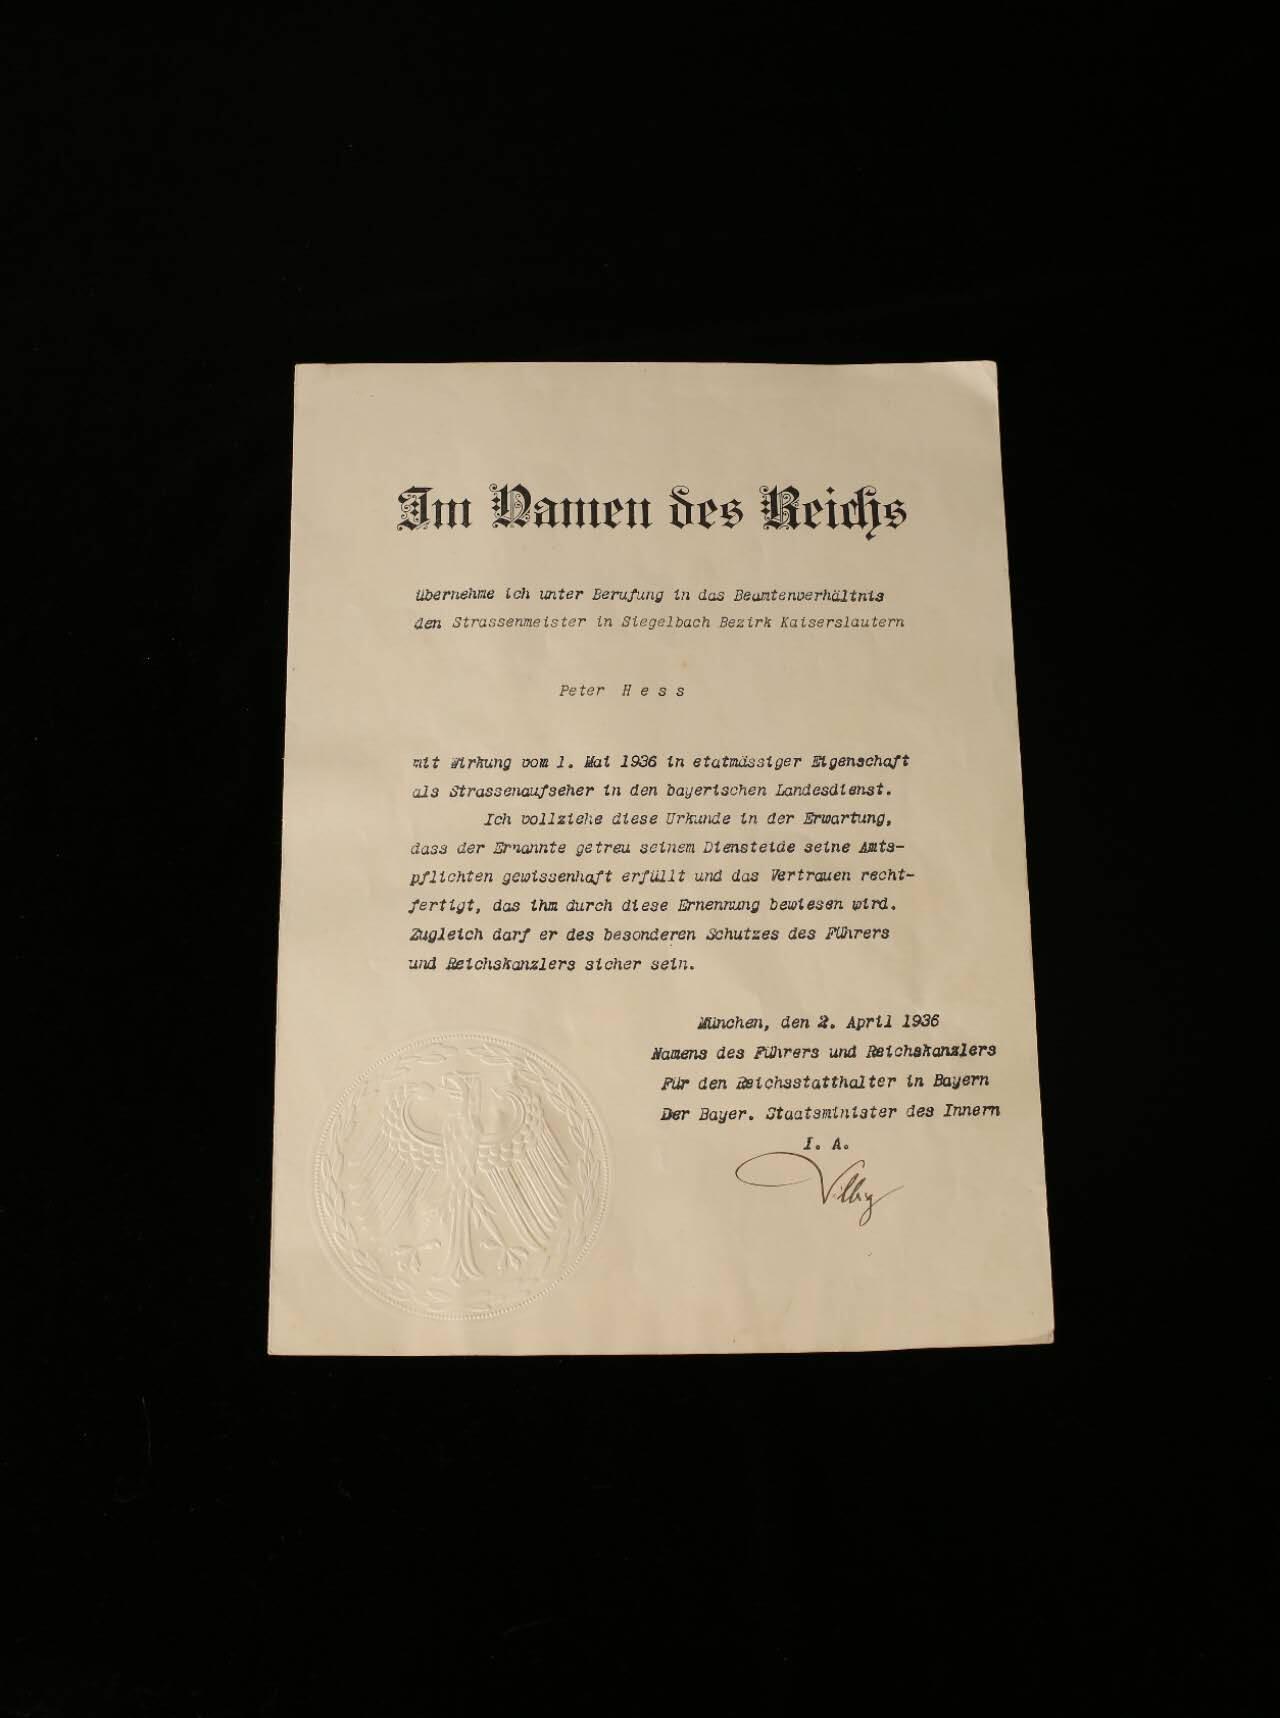 Im Namen des Reichs
übernehme ich unter Berufung in das Beamtenverhältnis
den Strassenmeister in Siegelbach Bezirk Kaiserslautern
Peter H e s s
mit Wirkung vom 1. Mai 1936 in etatmässiger Eigenschaft
als Strassenaufseher in den bayerischen Landesdienst.
Ich vollziehe diese Urkunde in der Erwartung,
dass der Ernannte getreu seinem Diensteide seine Amts-
pflichten gewissenhaft erfüllt und das Vertrauen recht-
fertigt, das ihm durch diese Ernennung bewiesen wird.
Zugleich darf er des besonderen Schutzes des Führers
und Reichskanzlers sicher sein.
München, den 2. April 1936
Namens des Führers und Reichskanzlers
Für den Reichsstatthalter in Bayern
Der Bayer. Staatsminister des Innern
I. A.